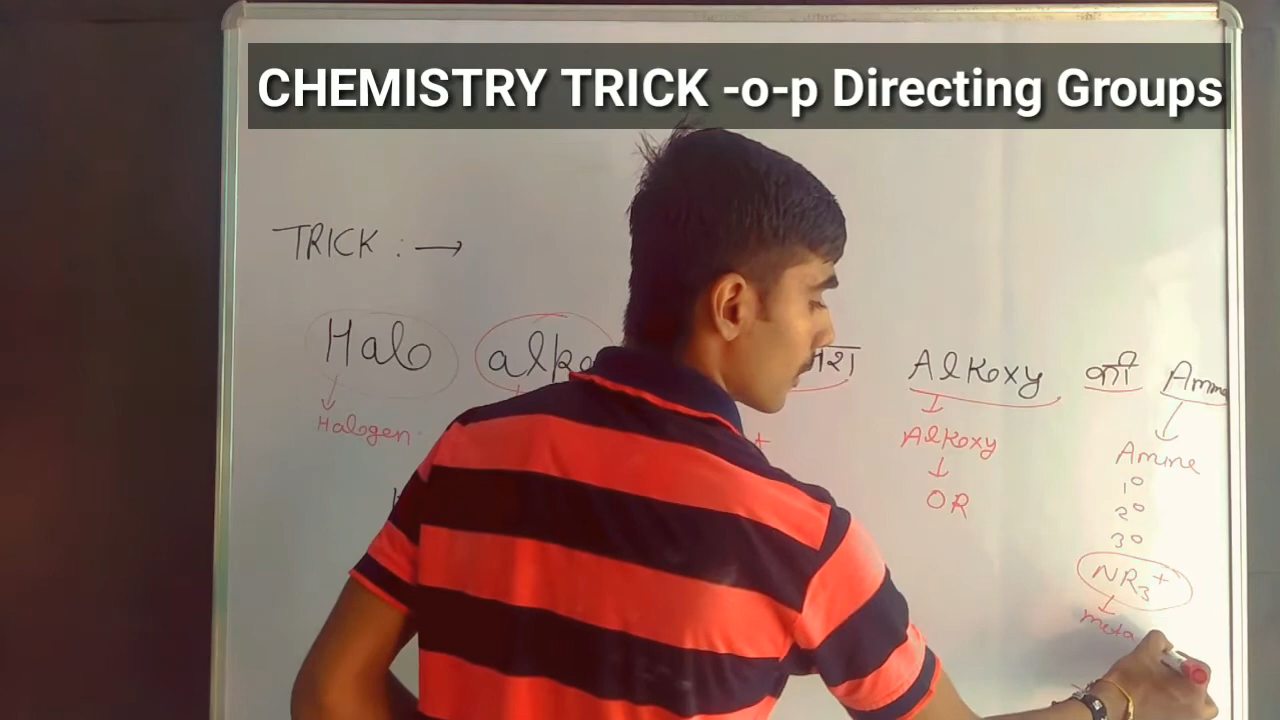 CHEMISTRY TRICK -o-p Directing Groups
TRICK : →
Halo Alkoxy की Amine
Halogen Alkoxy Amine
OR 1°
2°
3°
NR3+
meta